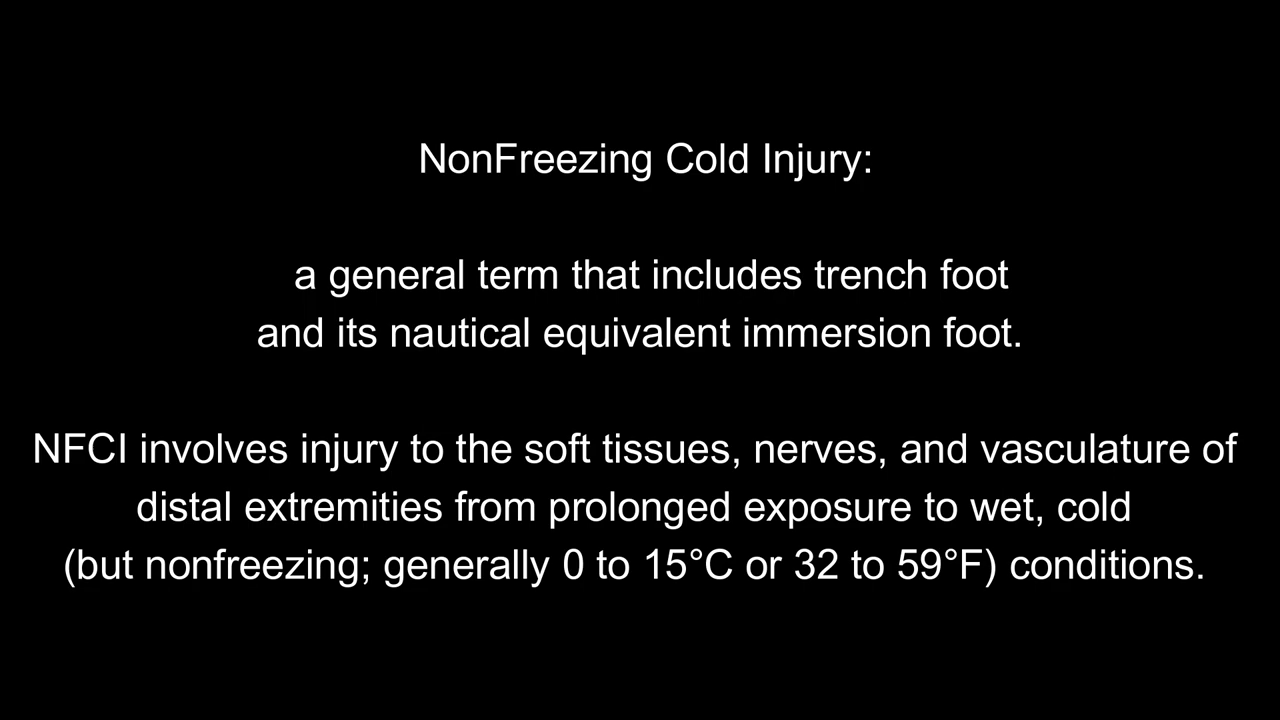 NonFreezing Cold Injury:
a general term that includes trench foot
and its nautical equivalent immersion foot.
NFCI involves injury to the soft tissues, nerves, and vasculature of
distal extremities from prolonged exposure to wet, cold
(but nonfreezing; generally 0 to 15°C or 32 to 59°F) conditions.